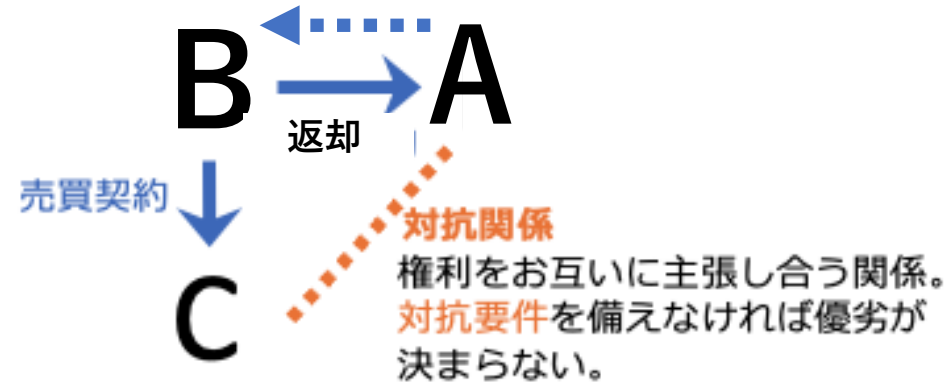 B
A
返却
売買契約
C
対抗関係
権利をお互いに主張し合う関係。
対抗要件を備えなければ優劣が
決まらない。